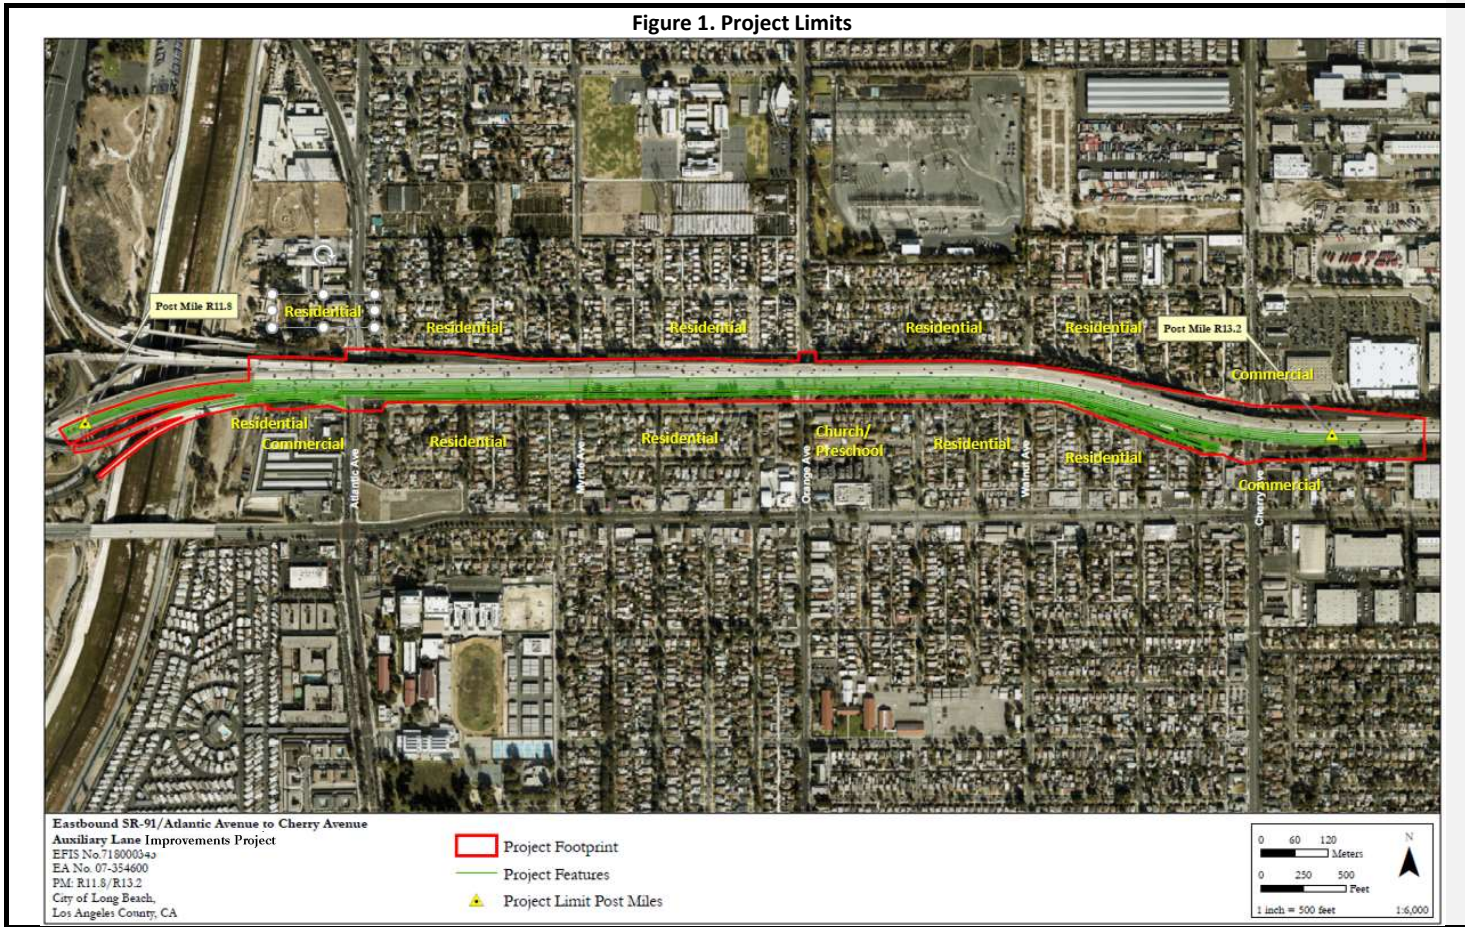 Figure 1. Project Limits
Post Mile R11.8
Residential
Residential
Residential
Residential
Residential
Post Mile R13.2
Commercial
Residential
Commercial
Residential
Residential
Church/
Preschool
Residential
Residential
Commercial
Atlantic Ave
Myrtle Ave
Orange Ave
Walnut Ave
Cherry Ave
Eastbound SR-91/Atlantic Avenue to Cherry Avenue
Auxiliary Lane Improvements Project
EFIS No.718000343
EA No. 07-354600
PM: R11.8/R13.2
City of Long Beach,
Los Angeles County, CA
Project Footprint
Project Features
Project Limit Post Miles
0 60 120
Meters
0 250 500
Feet
1 inch = 500 feet 1:6,000
N